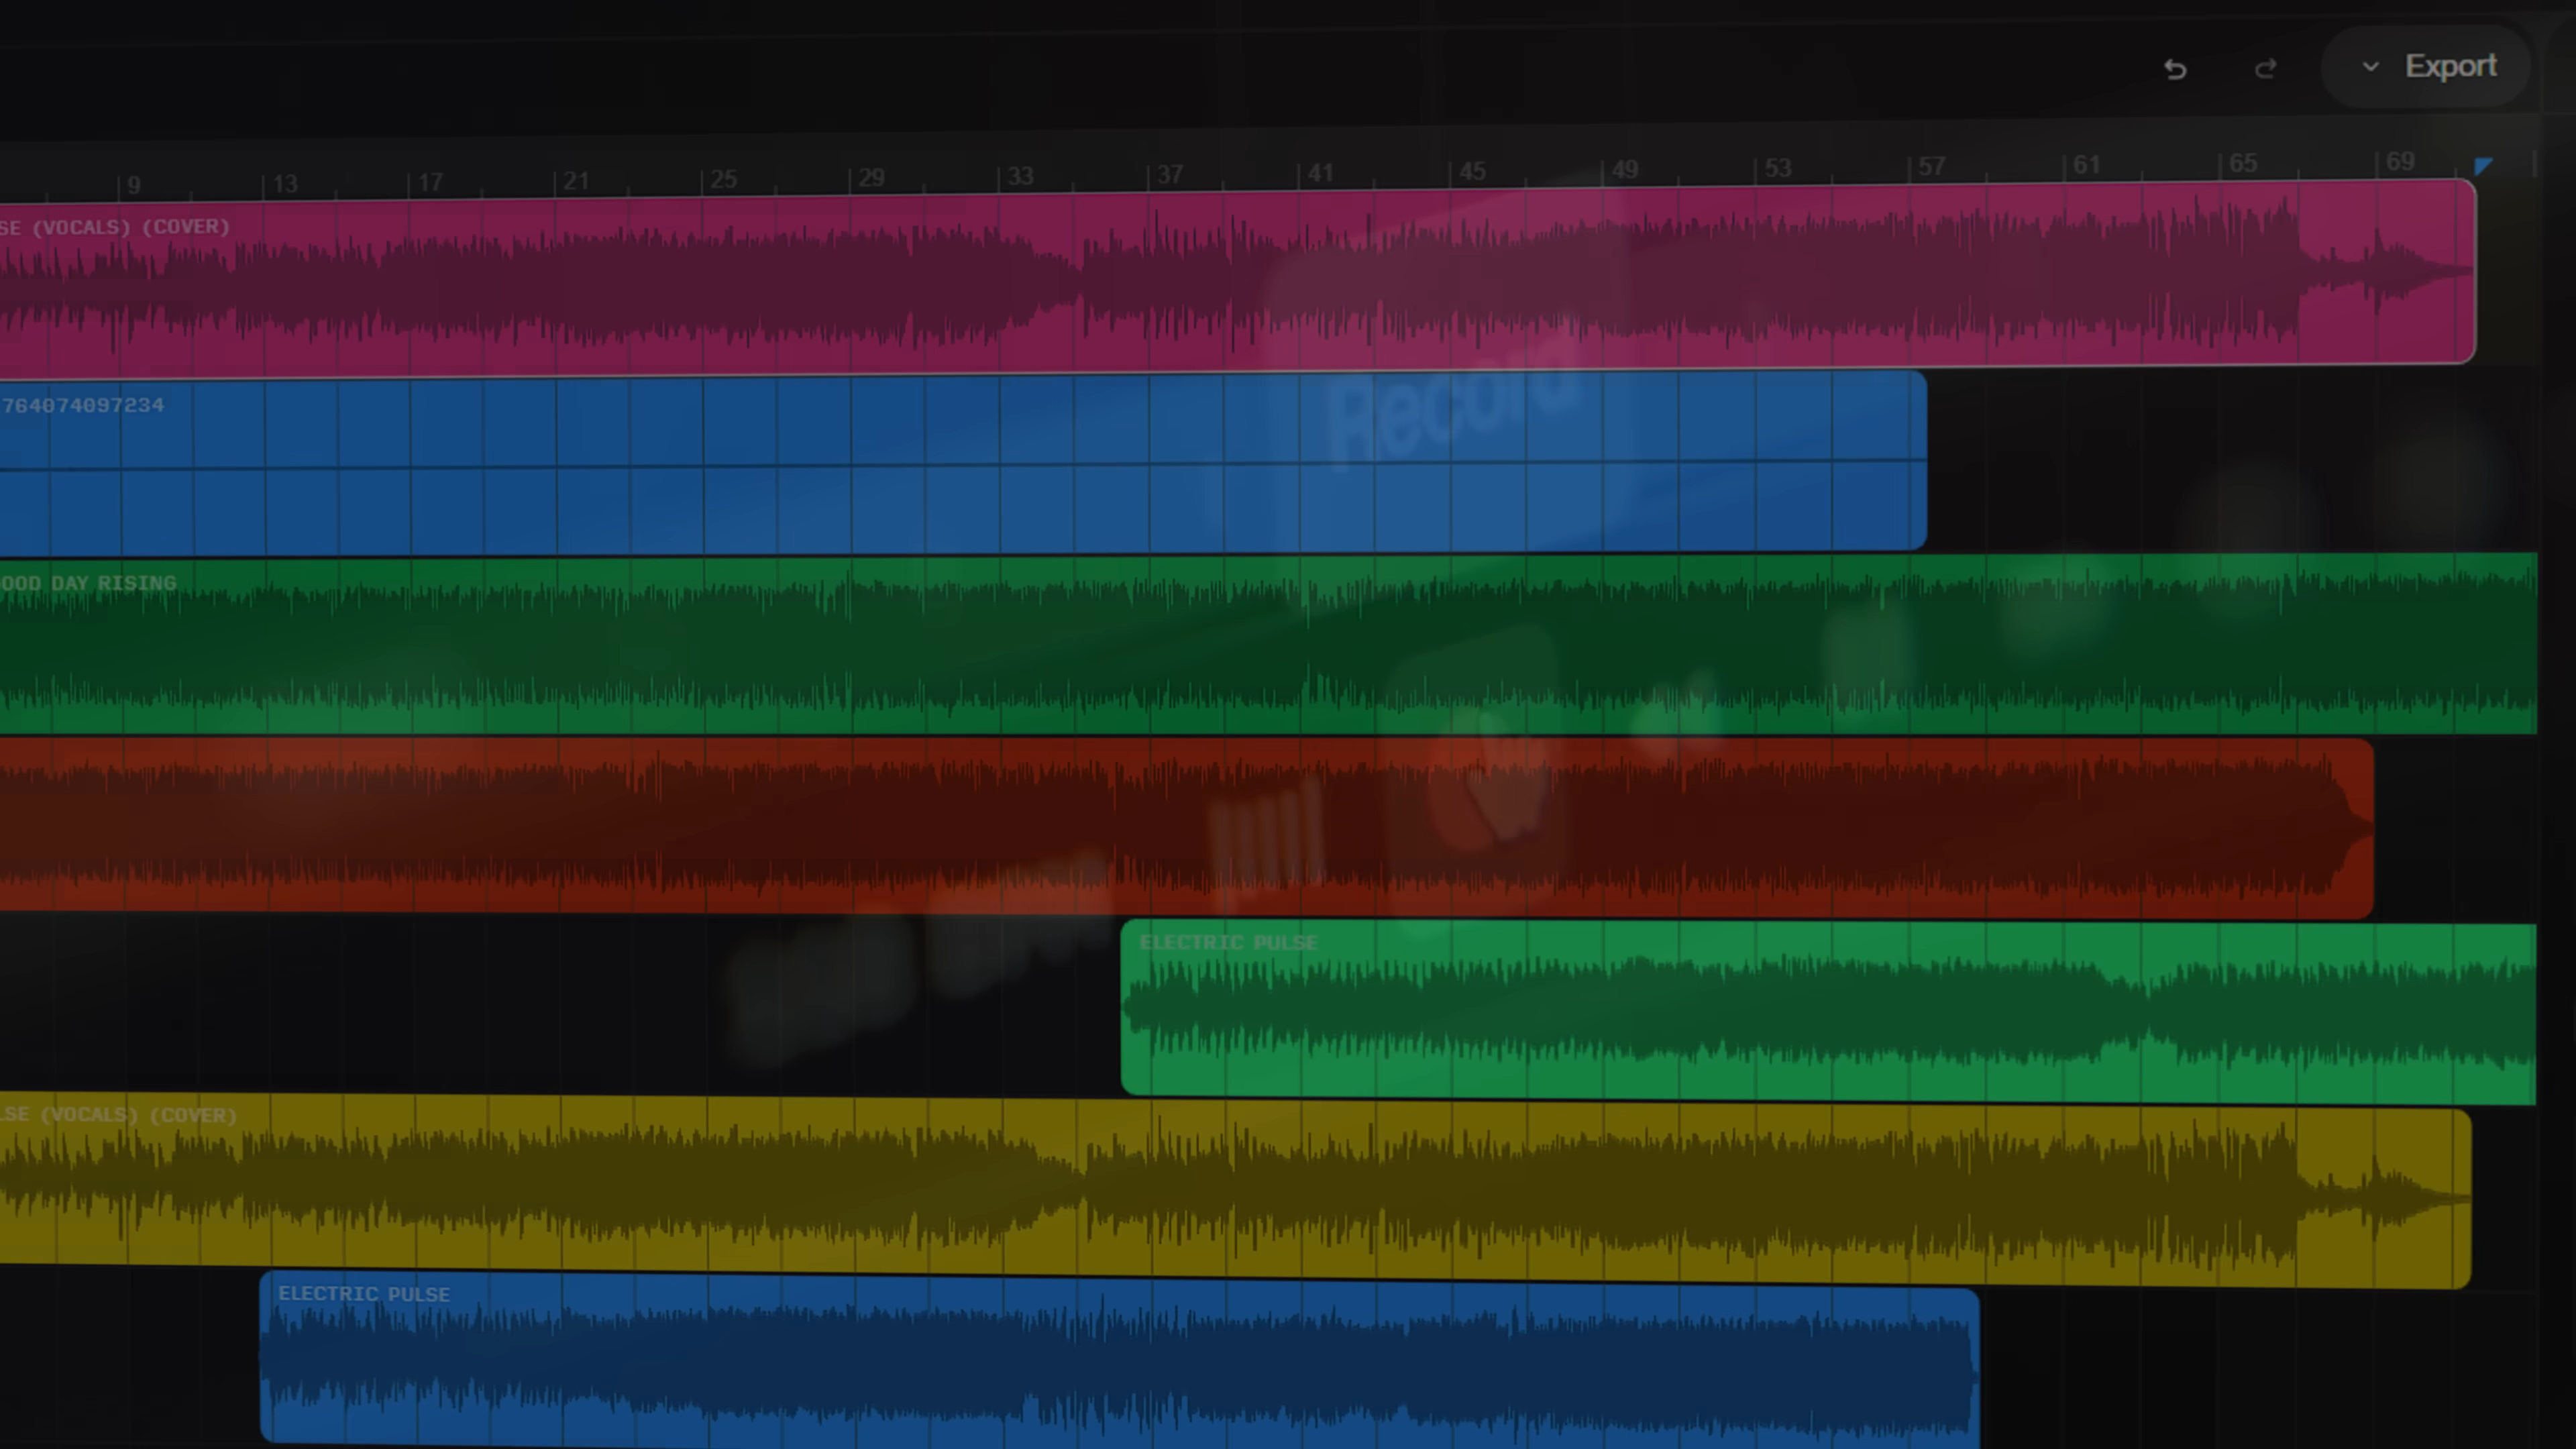 Export
9 13 17 21 25 29 33 37 41 45 49 53 57 61 65 69
SE (VOCALS) (COVER)
Record
764074097234
OOD DAY RISING
ELECTRIC PULSE
LSE (VOCALS) (COVER)
ELECTRIC PULSE